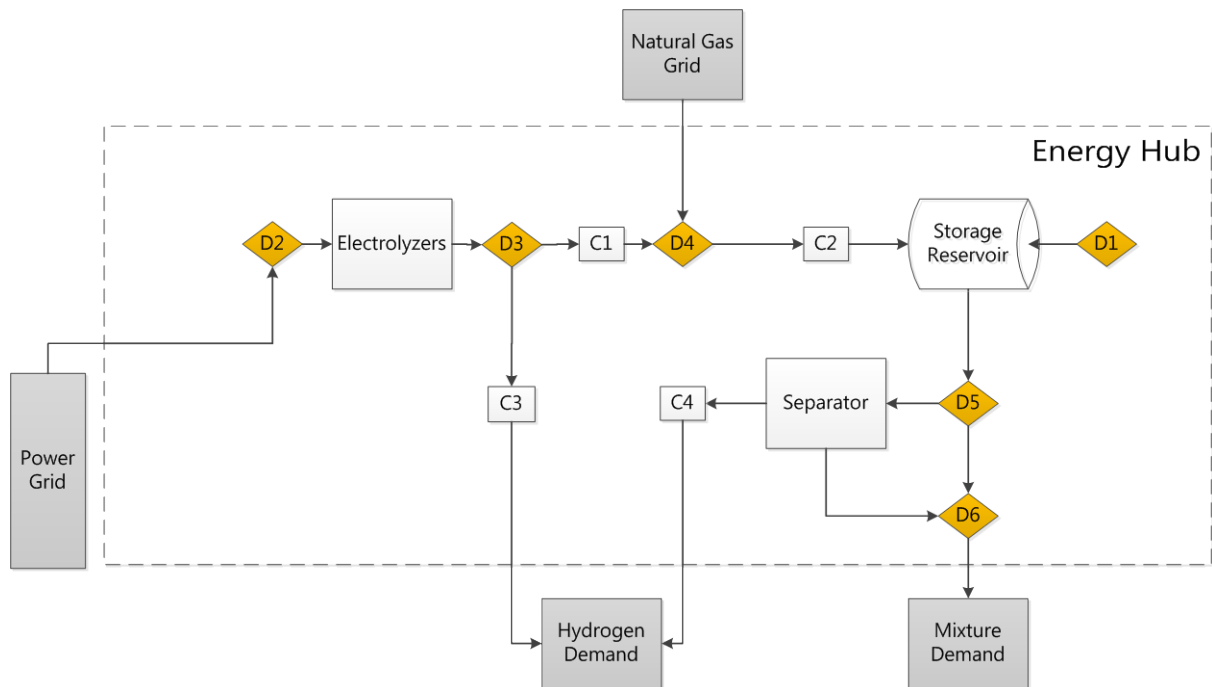 Natural Gas
Grid
Energy Hub
D2
Electrolyzers
D3
C1
D4
C2
Storage
Reservoir
D1
Power
Grid
C3
C4
Separator
D5
D6
Hydrogen
Demand
Mixture
Demand